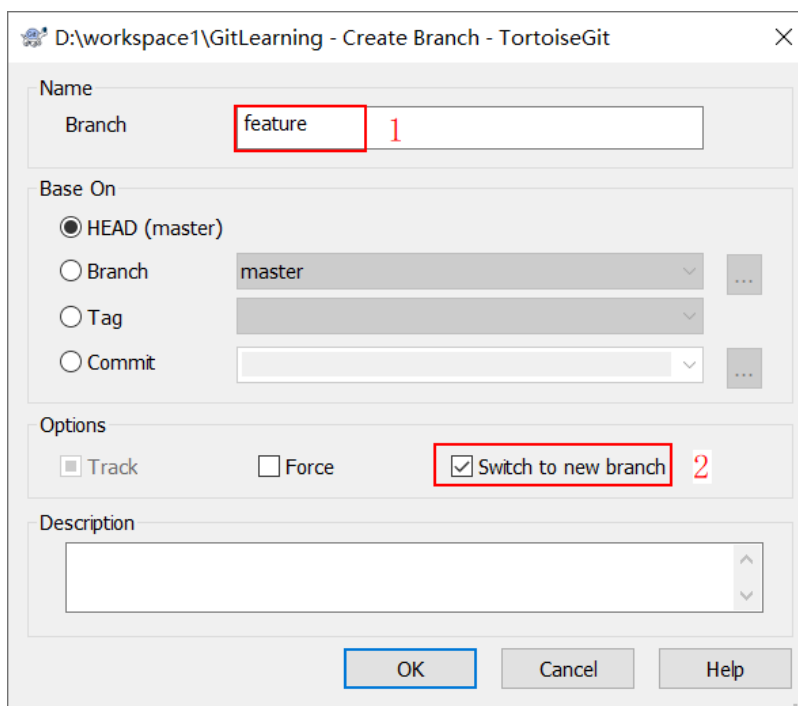 D:\workspace1\GitLearning - Create Branch - TortoiseGit
Name
Branch feature 1
Base On
HEAD (master)
Branch master ...
Tag
Commit ...
Options
Track Force Switch to new branch 2
Description
OK Cancel Help